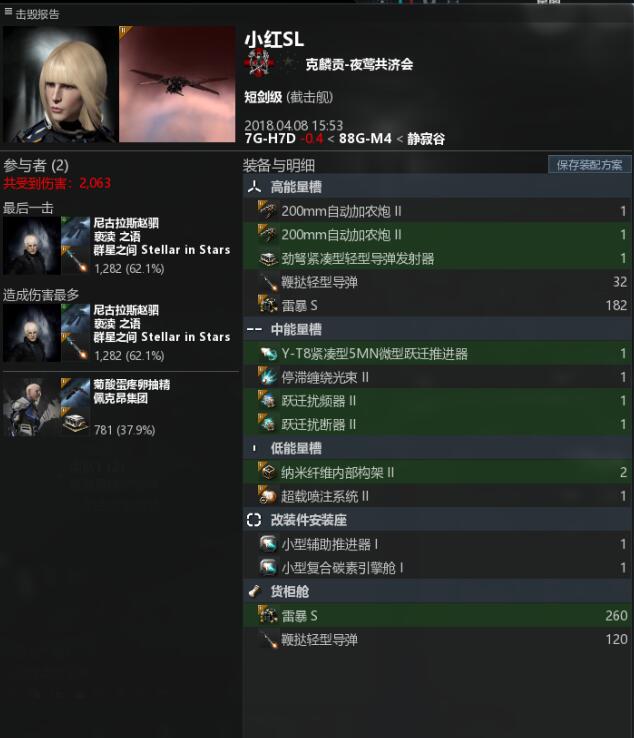 击毁报告
小红SL
克麟贡-夜莺共济会
短剑级 (截击舰)
2018.04.08 15:53
7G-H7D -0.4 < 88G-M4 < 静寂谷
参与者 (2)
共受到伤害: 2,063
最后一击
尼古拉斯赵驷
亵渎 之语
群星之间 Stellar in Stars
1,282 (62.1%)
造成伤害最多
尼古拉斯赵驷
亵渎 之语
群星之间 Stellar in Stars
1,282 (62.1%)
菊酸蛋疼卵抽精
佩克昂集团
781 (37.9%)
装备与明细
保存装配方案
高能量槽
200mm自动加农炮 II 1
200mm自动加农炮 II 1
劲弩紧凑型轻型导弹发射器 1
鞭挞轻型导弹 32
雷暴 S 182
中能量槽
Y-T8紧凑型5MN微型跃迁推进器 1
停滞缠绕光束 II 1
跃迁扰频器 II 1
跃迁扰断器 II 1
低能量槽
纳米纤维内部构架 II 2
超载喷注系统 II 1
改装件安装座
小型辅助推进器 I 1
小型复合碳素引擎舱 I 1
货柜舱
雷暴 S 260
鞭挞轻型导弹 120